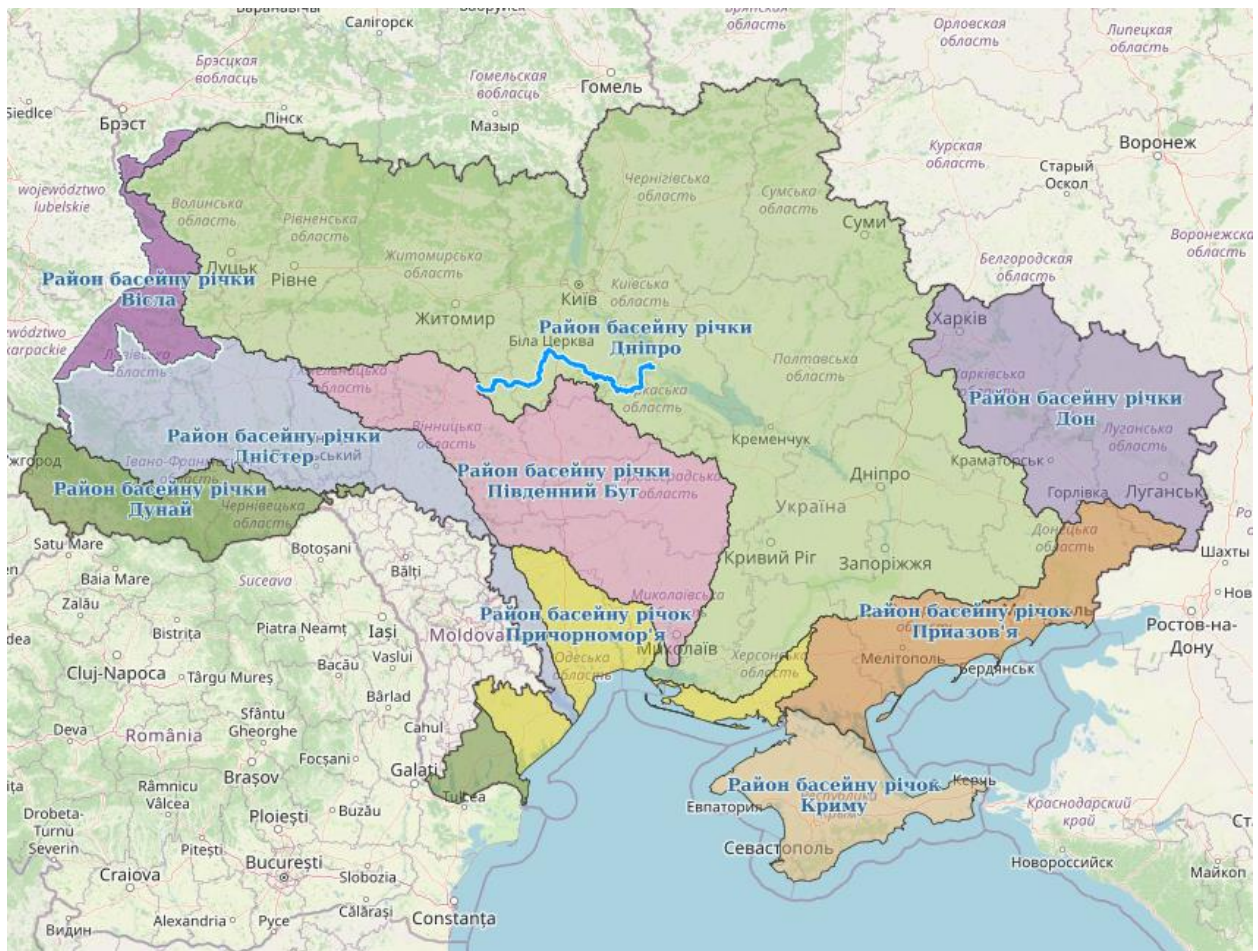 Салігорск
Орловская
область
Липецкая
область
Брэсцкая
вобласць
Гомельская
вобласць
Гомель
Siedlce
Брэст
Пінск
Мазыр
Воронеж
Курская
область
Старый
Оскол
województwo
lubelskie
Чернігівська
область
Сумська
область
Волинська
область
Рівненська
область
Суми
Житомирська
область
Белгородская
область
Луцьк
Рівне
Район басейну річки
Вісла
Київ
Київська
область
Житомир
Район басейну річки
Дніпро
Біла Церква
Харків
Полтавська
область
Харківська
область
Район басейну річки
Дон
Вінницька
область
Кременчук
Луганська
область
Район басейну річки
Дністер
Район басейну річки
Південний Буг
Краматорськ
Дніпро
Район басейну річки
Дунай
Чернівецька
область
Горлівка
Луганськ
Україна
Донецька
область
Satu Mare
Botoșani
Кривий Ріг
Запоріжжя
Шахты
Baia Mare
Suceava
Bălți
Zalău
Миколаївська
Район басейну річок
Причорномор'я
Район басейну річок
Приазов'я
Bistrița
Piatra Neamț
Iași
Moldova
Миколаїв
Ростов-на-
Дону
Cluj-Napoca
Târgu Mureș
Bacău
Vaslui
Одеська
область
Херсонська
область
Мелітополь
Бердянськ
Bârlad
Deva
România
Sfântu
Gheorghe
Cahul
Focșani
Brașov
Galați
Râmnicu
Vâlcea
Tulcea
Район басейну річок
Криму
Керчь
Евпатория
Республика
Краснодарский
край
Drobeta-
Turnu
Severin
Ploiești
Buzău
Pitești
București
Slobozia
Севастополь
Новороссийск
Майкоп
Craiova
Călărași
Constanța
Видин
Alexandria
Русе